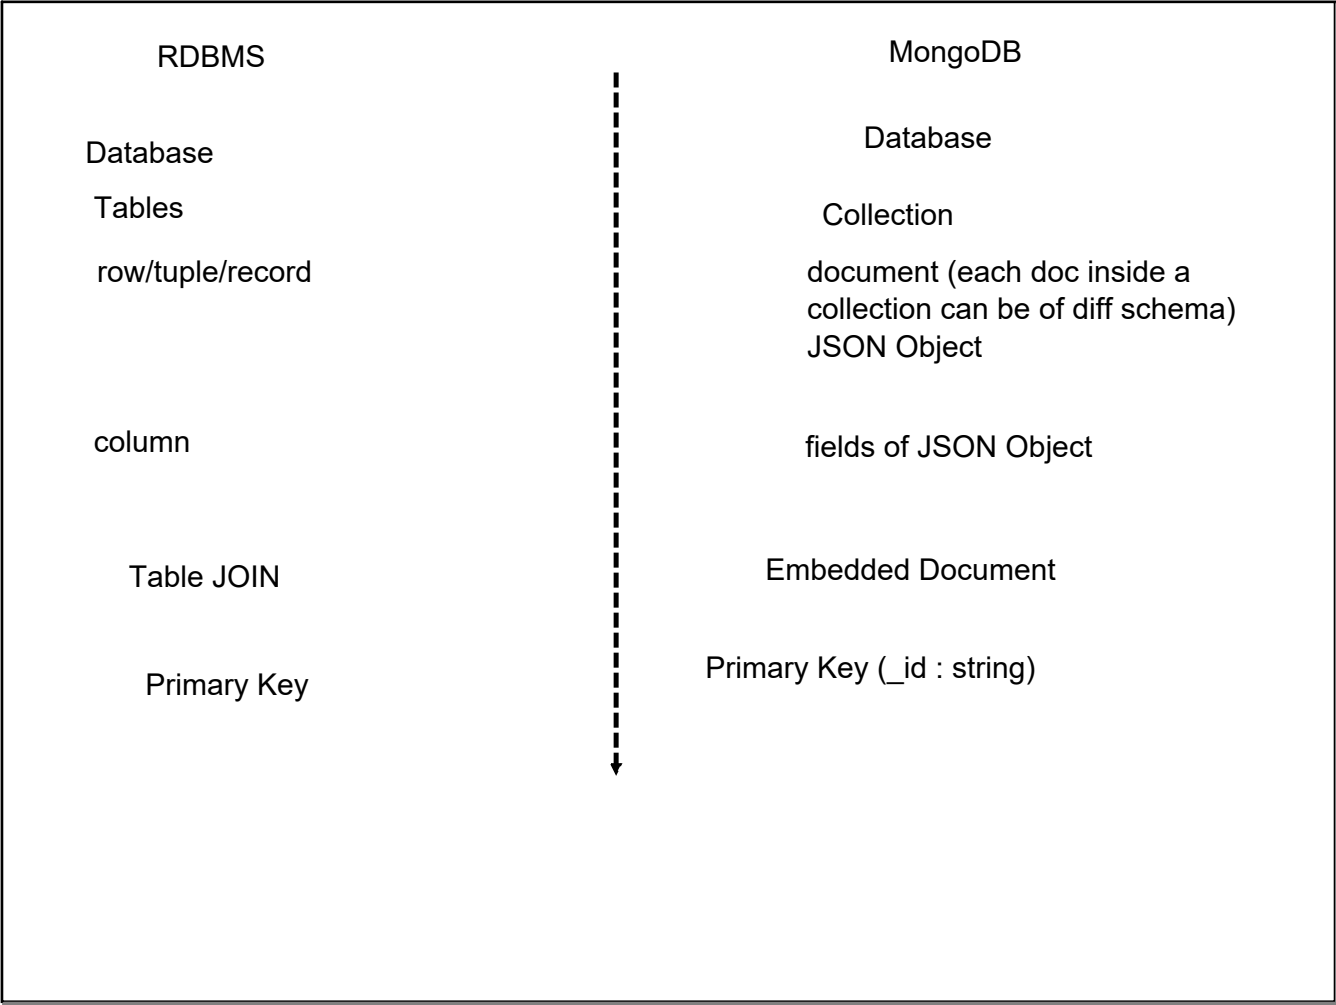 RDBMS
MongoDB
Database
Database
Tables
Collection
row/tuple/record
document (each doc inside a
collection can be of diff schema)
JSON Object
column
fields of JSON Object
Table JOIN
Embedded Document
Primary Key
Primary Key (_id : string)